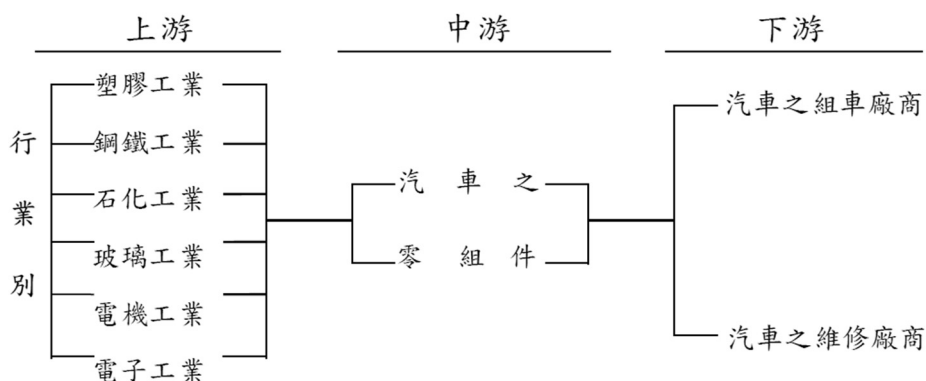 上游
中游
下游
行業別
塑膠工業
鋼鐵工業
石化工業
玻璃工業
電機工業
電子工業
汽車之
零組件
汽車之組車廠商
汽車之維修廠商